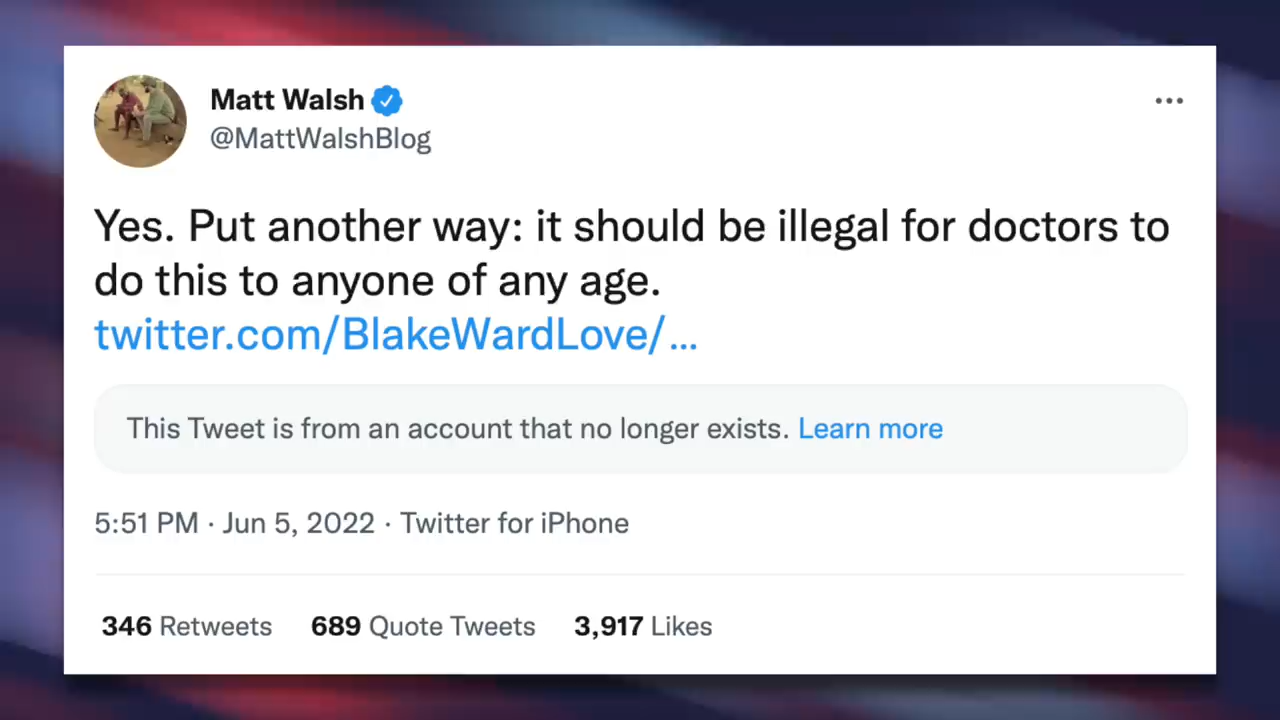 Matt Walsh
@MattWalshBlog
Yes. Put another way: it should be illegal for doctors to
do this to anyone of any age.
twitter.com/BlakeWardLove/...
This Tweet is from an account that no longer exists. Learn more
5:51 PM · Jun 5, 2022 · Twitter for iPhone
346 Retweets 689 Quote Tweets 3,917 Likes